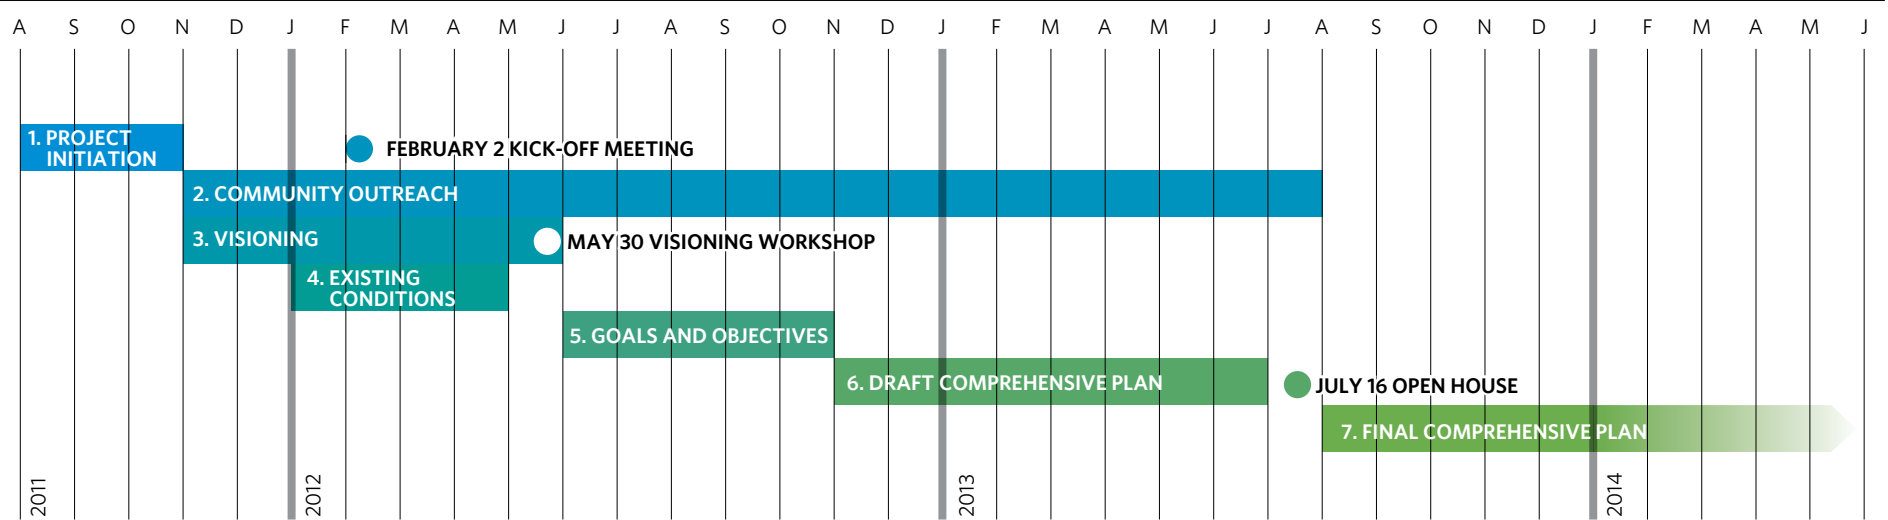 A S O N D J F M A M J J A S O N D J F M A M J J A S O N D J F M A M J
1. PROJECT
INITIATION
FEBRUARY 2 KICK-OFF MEETING
2. COMMUNITY OUTREACH
3. VISIONING
MAY 30 VISIONING WORKSHOP
4. EXISTING
CONDITIONS
5. GOALS AND OBJECTIVES
6. DRAFT COMPREHENSIVE PLAN
JULY 16 OPEN HOUSE
7. FINAL COMPREHENSIVE PLAN
2011
2012
2013
2014